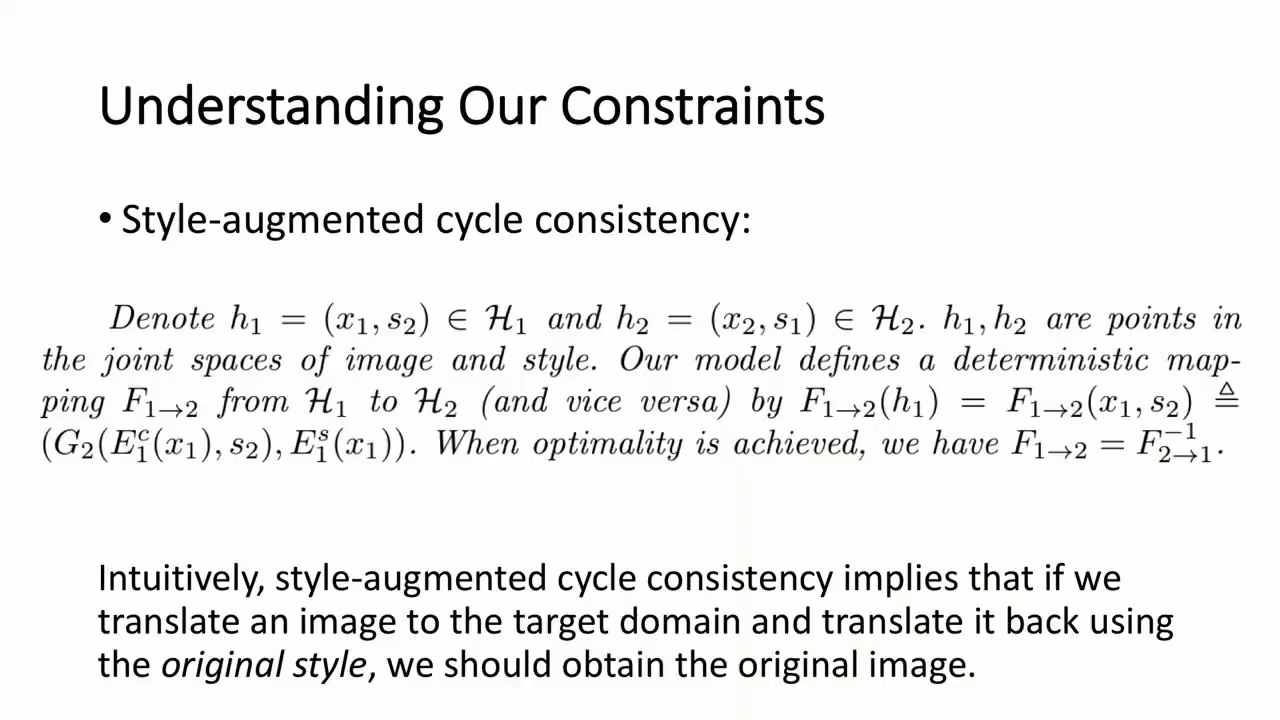 Understanding Our Constraints
• Style-augmented cycle consistency:
Denote h₁ = (x₁, s₂) ∈ ℋ₁ and h₂ = (x₂, s₁) ∈ ℋ₂. h₁, h₂ are points in
the joint spaces of image and style. Our model defines a deterministic map-
ping F₁→₂ from ℋ₁ to ℋ₂ (and vice versa) by F₁→₂(h₁) = F₁→₂(x₁, s₂) ≜
(G₂(E₁ᶜ(x₁), s₂), E₁ˢ(x₁)). When optimality is achieved, we have F₁→₂ = F₂→₁⁻¹.
Intuitively, style-augmented cycle consistency implies that if we
translate an image to the target domain and translate it back using
the original style, we should obtain the original image.